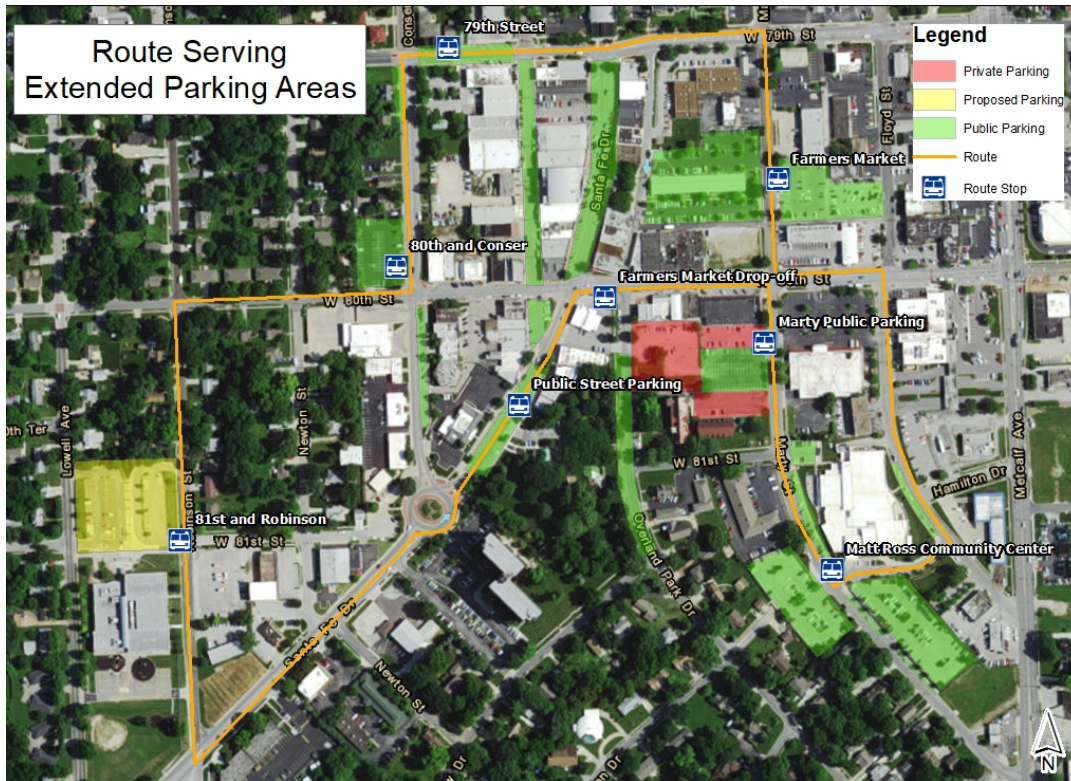 Route Serving
Extended Parking Areas
79th Street
W 79th St
Legend
Private Parking
Proposed Parking
Public Parking
Route
Route Stop
Floyd St
Santa Fe Dr
Farmers Market
80th and Conser
Farmers Market Drop-off
W 80th St
Marty Public Parking
Public Street Parking
Newton St
Lowell Ave
W 81st St
Metcalf Ave
Hamilton Dr
81st and Robinson
W 81st St
Matt Ross Community Center
Overland Park Dr
Newton St
N